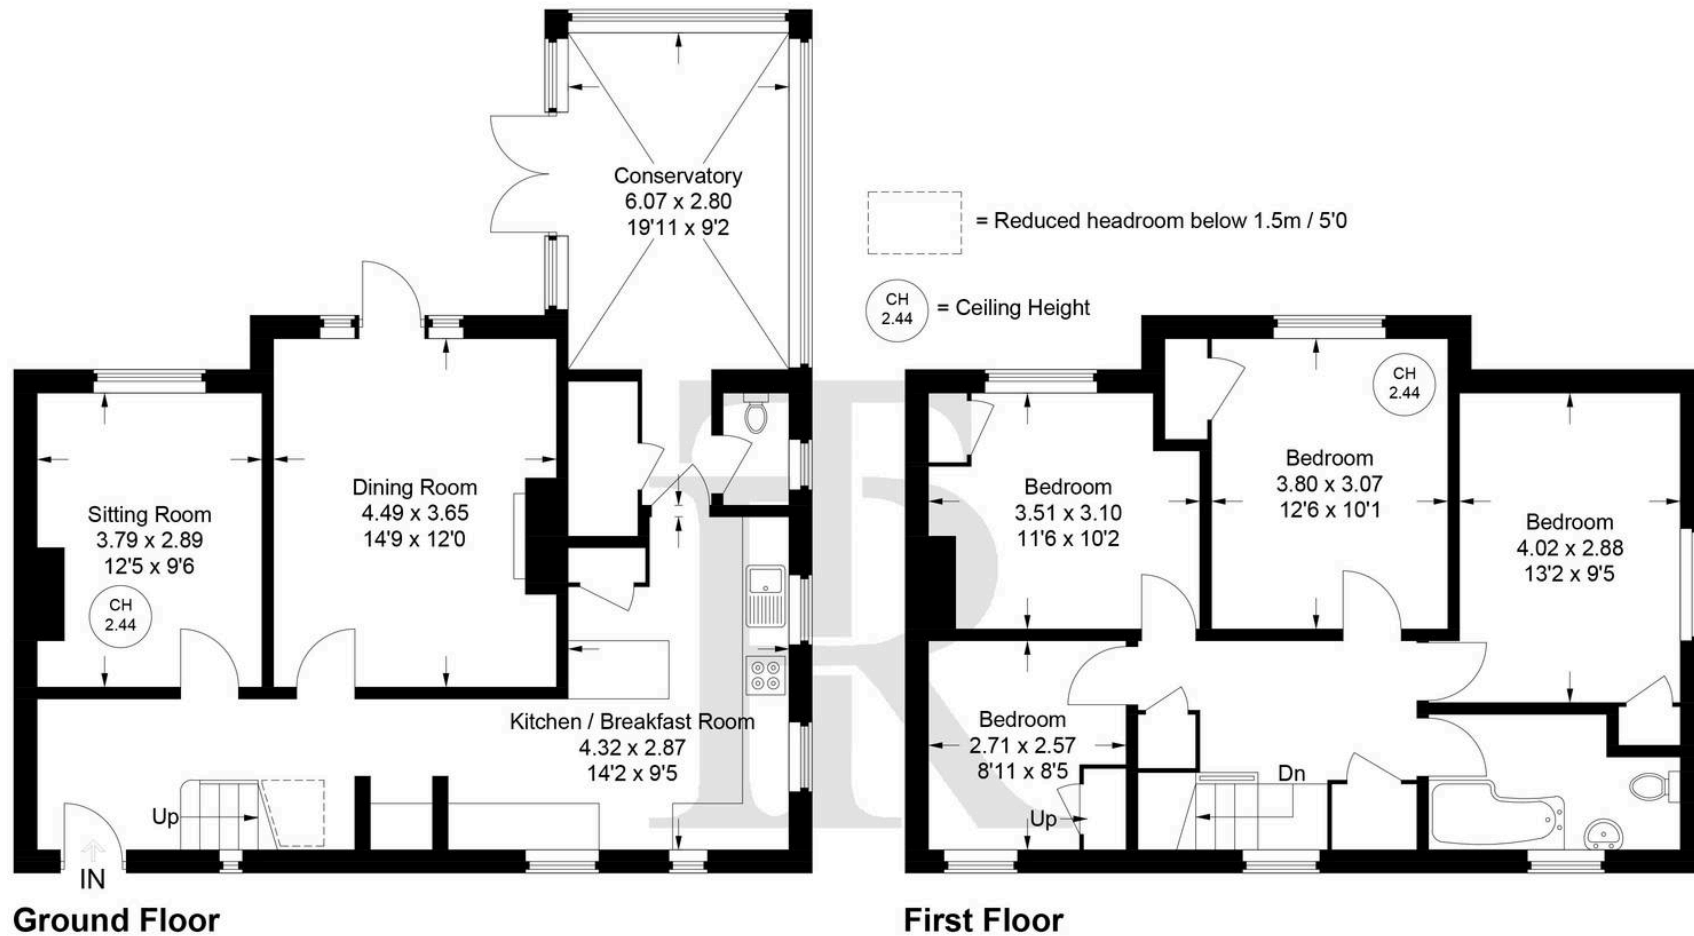 Conservatory
6.07 x 2.80
19'11 x 9'2
= Reduced headroom below 1.5m / 5'0
CH
2.44
= Ceiling Height
Sitting Room
3.79 x 2.89
12'5 x 9'6
CH
2.44
Dining Room
4.49 x 3.65
14'9 x 12'0
Kitchen / Breakfast Room
4.32 x 2.87
14'2 x 9'5
Up
IN
Ground Floor
CH
2.44
Bedroom
3.51 x 3.10
11'6 x 10'2
Bedroom
3.80 x 3.07
12'6 x 10'1
Bedroom
4.02 x 2.88
13'2 x 9'5
Bedroom
2.71 x 2.57
8'11 x 8'5
Up
Dn
First Floor
TR